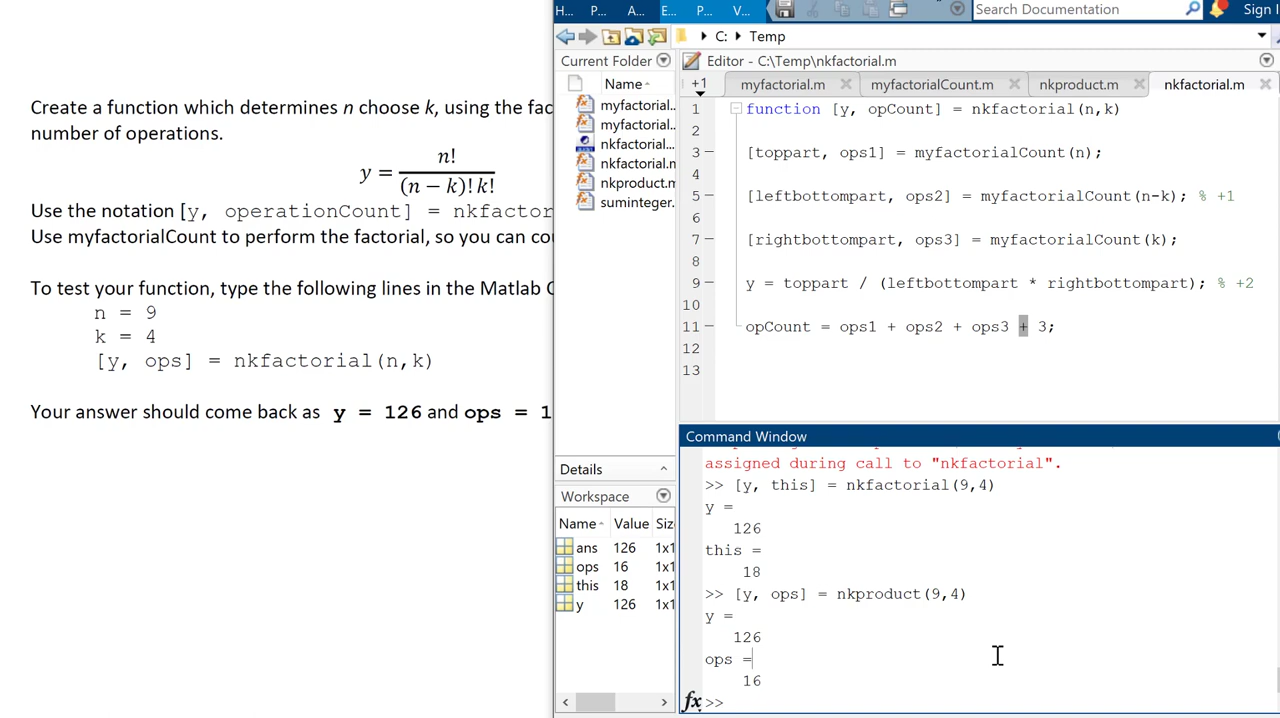 Create a function which determines n choose k, using the fac
number of operations.
y = n! / (n − k)! k!
Use the notation [y, operationCount] = nkfactor
Use myfactorialCount to perform the factorial, so you can cou
To test your function, type the following lines in the Matlab C
n = 9
k = 4
[y, ops] = nkfactorial(n,k)
Your answer should come back as y = 126 and ops = 1
H... P... A... E... P... V... Search Documentation Sign I
C: Temp
Current Folder
Name
myfactorial...
myfactorial...
nkfactorial...
nkfactorial.m
nkproduct.m
suminteger...
Details
Workspace
Name Value Siz
ans 126 1x1
ops 16 1x1
this 18 1x1
y 126 1x1
Editor - C:\Temp\nkfactorial.m
+1 myfactorial.m myfactorialCount.m nkproduct.m nkfactorial.m
1 function [y, opCount] = nkfactorial(n,k)
2
3 [toppart, ops1] = myfactorialCount(n);
4
5 [leftbottompart, ops2] = myfactorialCount(n-k); % +1
6
7 [rightbottompart, ops3] = myfactorialCount(k);
8
9 y = toppart / (leftbottompart * rightbottompart); % +2
10
11 opCount = ops1 + ops2 + ops3 + 3;
12
13
Command Window
assigned during call to "nkfactorial".
>> [y, this] = nkfactorial(9,4)
y =
126
this =
18
>> [y, ops] = nkproduct(9,4)
y =
126
ops =
16
fx >>